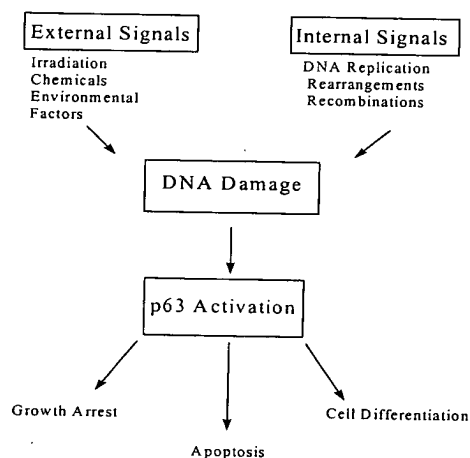 External Signals
Irradiation
Chemicals
Environmental
Factors
Internal Signals
DNA Replication
Rearrangements
Recombinations
DNA Damage
p63 Activation
Growth Arrest
Apoptosis
Cell Differentiation